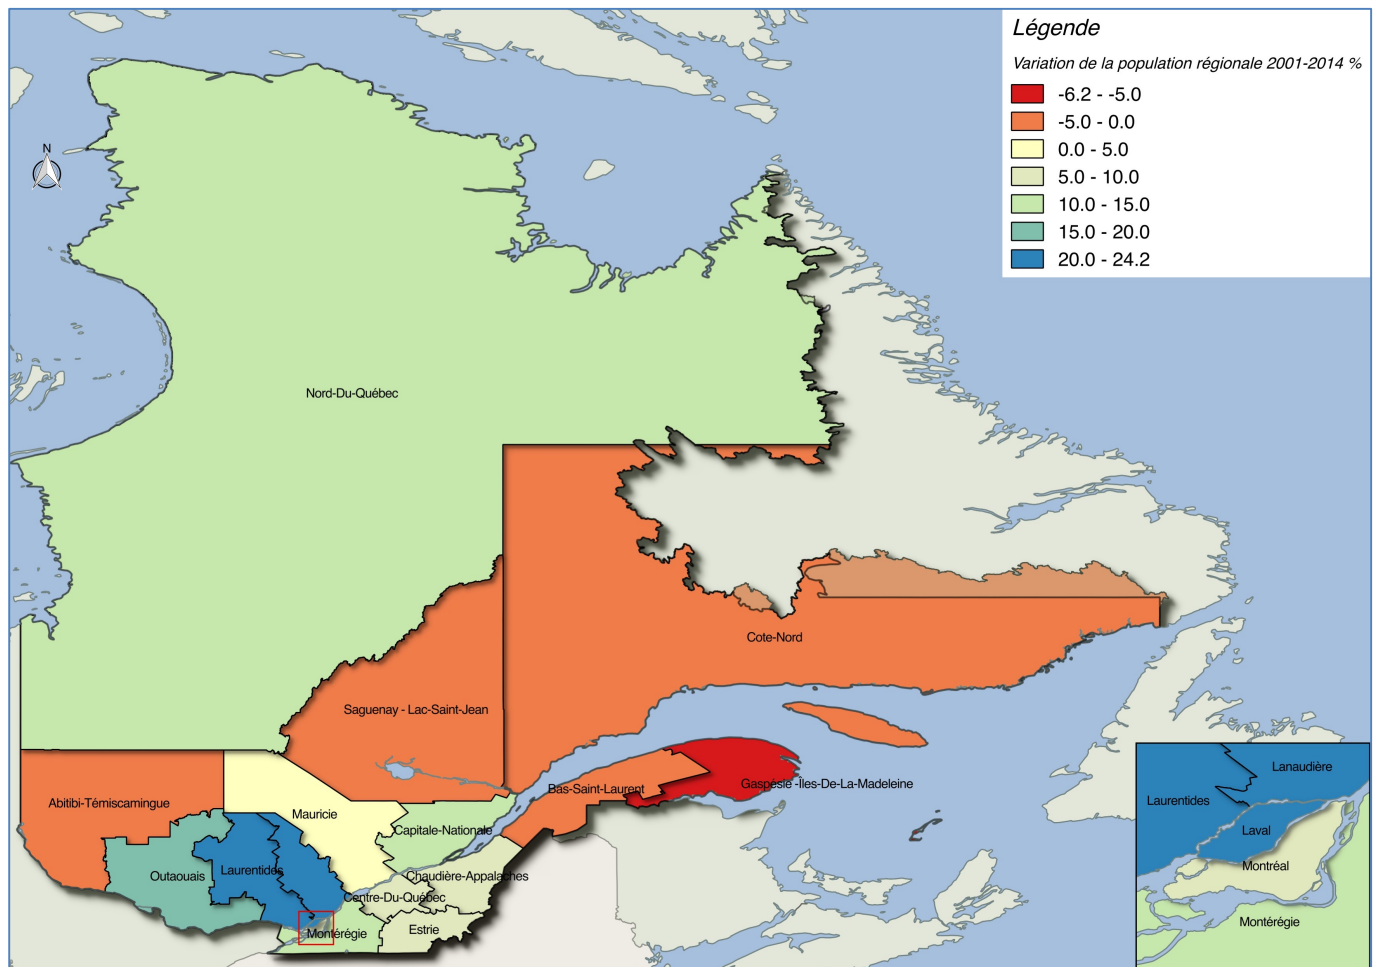 Légende
Variation de la population régionale 2001-2014 %
-6.2 - -5.0
-5.0 - 0.0
0.0 - 5.0
5.0 - 10.0
10.0 - 15.0
15.0 - 20.0
20.0 - 24.2
N
Nord-Du-Québec
Cote-Nord
Saguenay - Lac-Saint-Jean
Gaspésie -Îles-De-La-Madeleine
Bas-Saint-Laurent
Abitibi-Témiscamingue
Mauricie
Capitale-Nationale
Outaouais
Laurentides
Chaudière-Appalaches
Centre-Du-Québec
Estrie
Montérégie
Lanaudière
Laurentides
Laval
Montréal
Montérégie